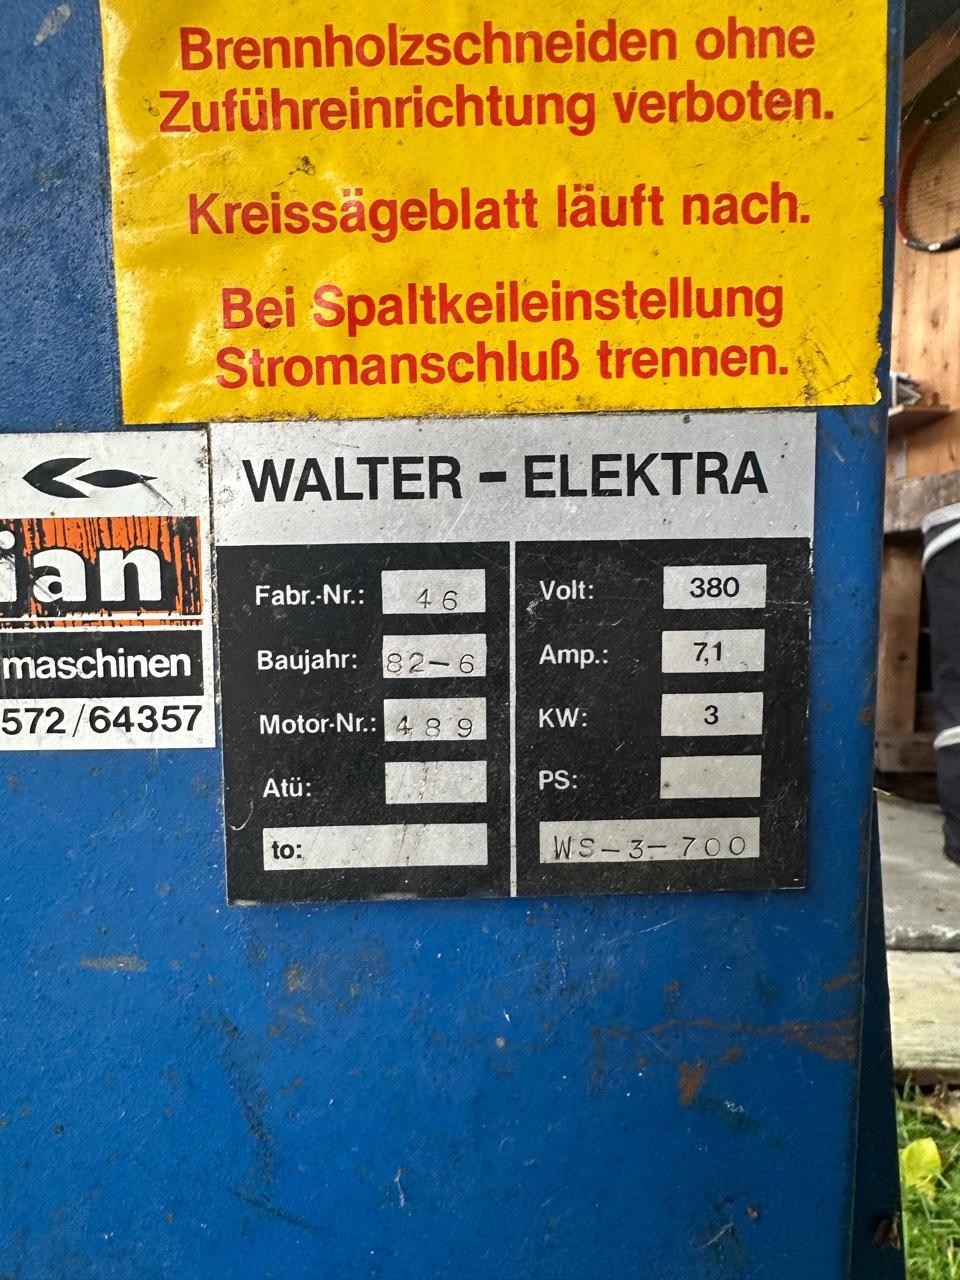 Brennholzschneiden ohne
Zuführeinrichtung verboten.
Kreissägeblatt läuft nach.
Bei Spaltkeileinstellung
Stromanschluß trennen.
ian
maschinen
572/64357
WALTER - ELEKTRA
Fabr.-Nr.: 46
Baujahr: 82-6
Motor-Nr.: 489
Atü:
to:
Volt: 380
Amp.: 7,1
KW: 3
PS:
WS-3-700